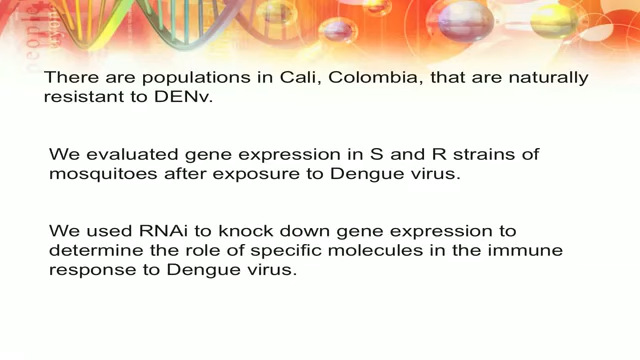 There are populations in Cali, Colombia, that are naturally
resistant to DENv.
We evaluated gene expression in S and R strains of
mosquitoes after exposure to Dengue virus.
We used RNAi to knock down gene expression to
determine the role of specific molecules in the immune
response to Dengue virus.